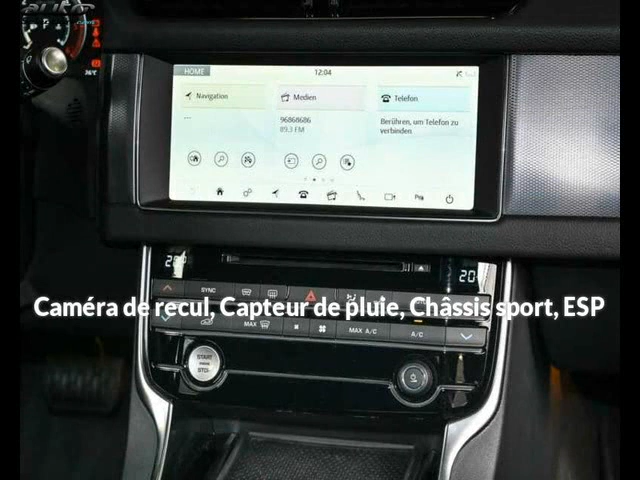 HOME
12:04
Navigation
Medien
Telefon
---
96868686
89.3 FM
Berühren, um Telefon zu
verbinden
20
SYNC
Caméra de recul, Capteur de pluie, Châssis sport, ESP
MAX
MAX A/C
A/C
START
STOP